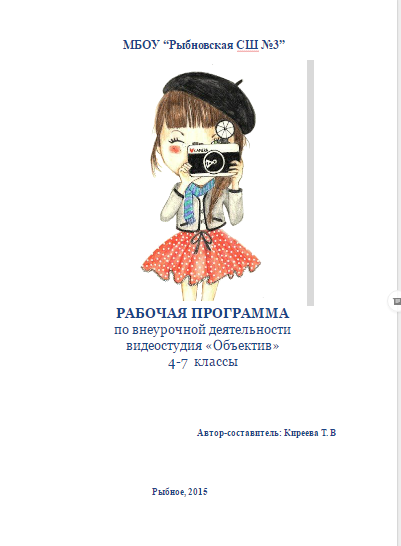 МБОУ “Рыбновская СШ №3”
РАБОЧАЯ ПРОГРАММА
по внеурочной деятельности
видеостудия «Объектив»
4-7 классы
Автор-составитель: Киреева Т. В
Рыбное, 2015